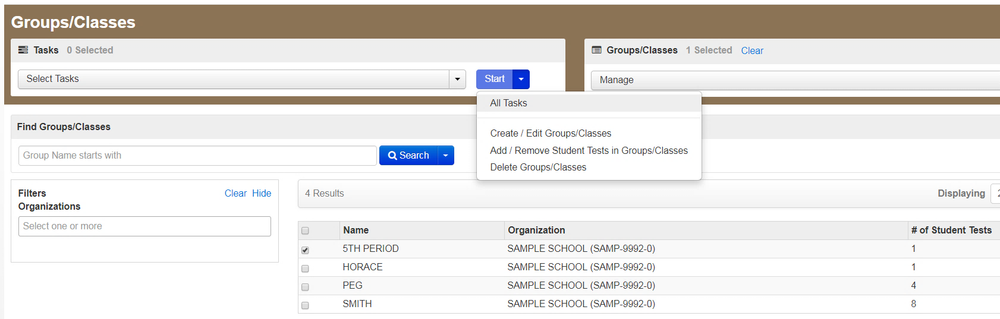 Groups/Classes
Tasks 0 Selected
Groups/Classes 1 Selected Clear
Select Tasks
Start
Manage
All Tasks
Create / Edit Groups/Classes
Add / Remove Student Tests in Groups/Classes
Delete Groups/Classes
Find Groups/Classes
Group Name starts with
Search
Filters Clear Hide
Organizations
Select one or more
4 Results Displaying
Name Organization # of Student Tests
5TH PERIOD SAMPLE SCHOOL (SAMP-9992-0) 1
HORACE SAMPLE SCHOOL (SAMP-9992-0) 1
PEG SAMPLE SCHOOL (SAMP-9992-0) 4
SMITH SAMPLE SCHOOL (SAMP-9992-0) 8